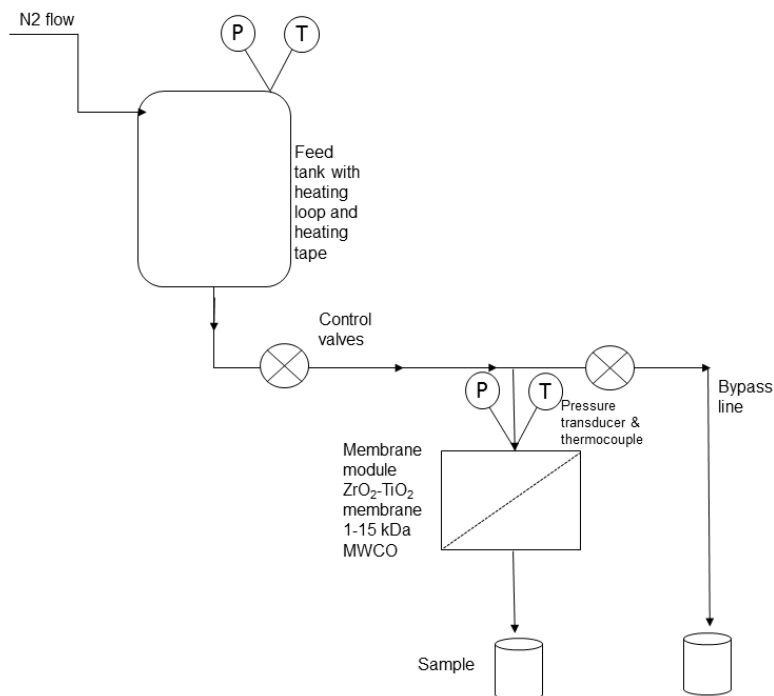 N2 flow
P
T
Feed
tank with
heating
loop and
heating
tape
Control
valves
P
T
Pressure
transducer &
thermocouple
Bypass
line
Membrane
module
ZrO₂-TiO₂
membrane
1-15 kDa
MWCO
Sample